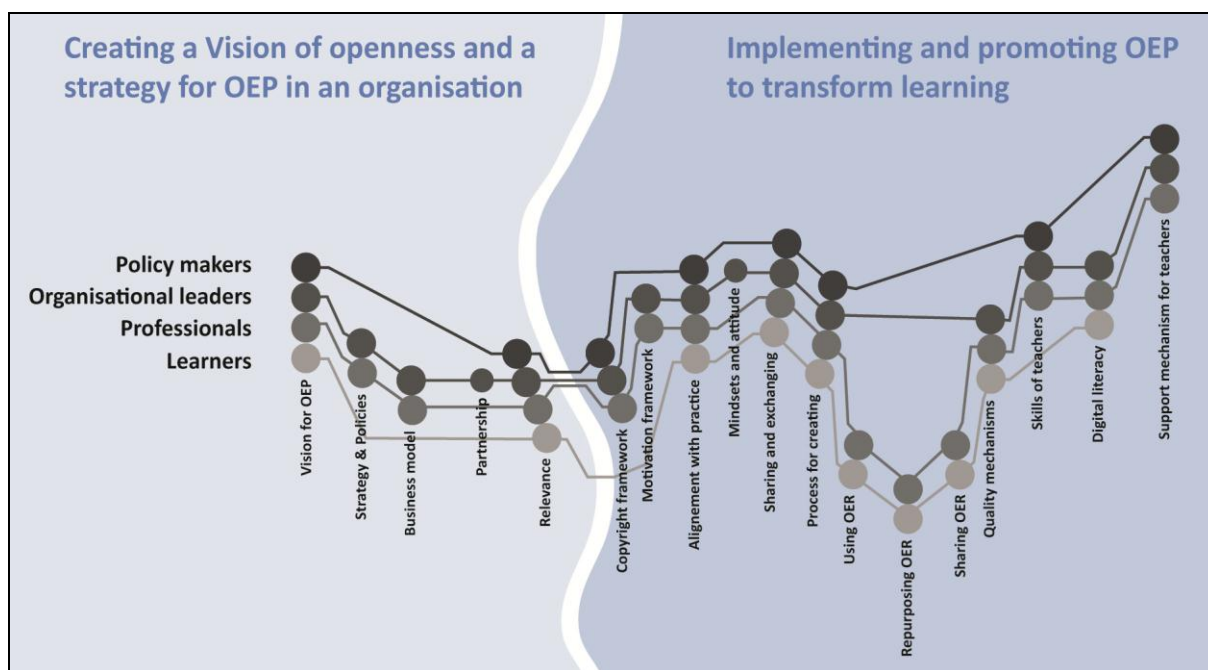 Creating a Vision of openness and a
strategy for OEP in an organisation
Implementing and promoting OEP
to transform learning
Policy makers
Organisational leaders
Professionals
Learners
Vision for OEP
Strategy & Policies
Business model
Partnership
Relevance
Copyright framework
Motivation framework
Alignement with practice
Mindsets and attitude
Sharing and exchanging
Process for creating
Using OER
Repurposing OER
Sharing OER
Quality mechanisms
Skills of teachers
Digital literacy
Support mechanism for teachers